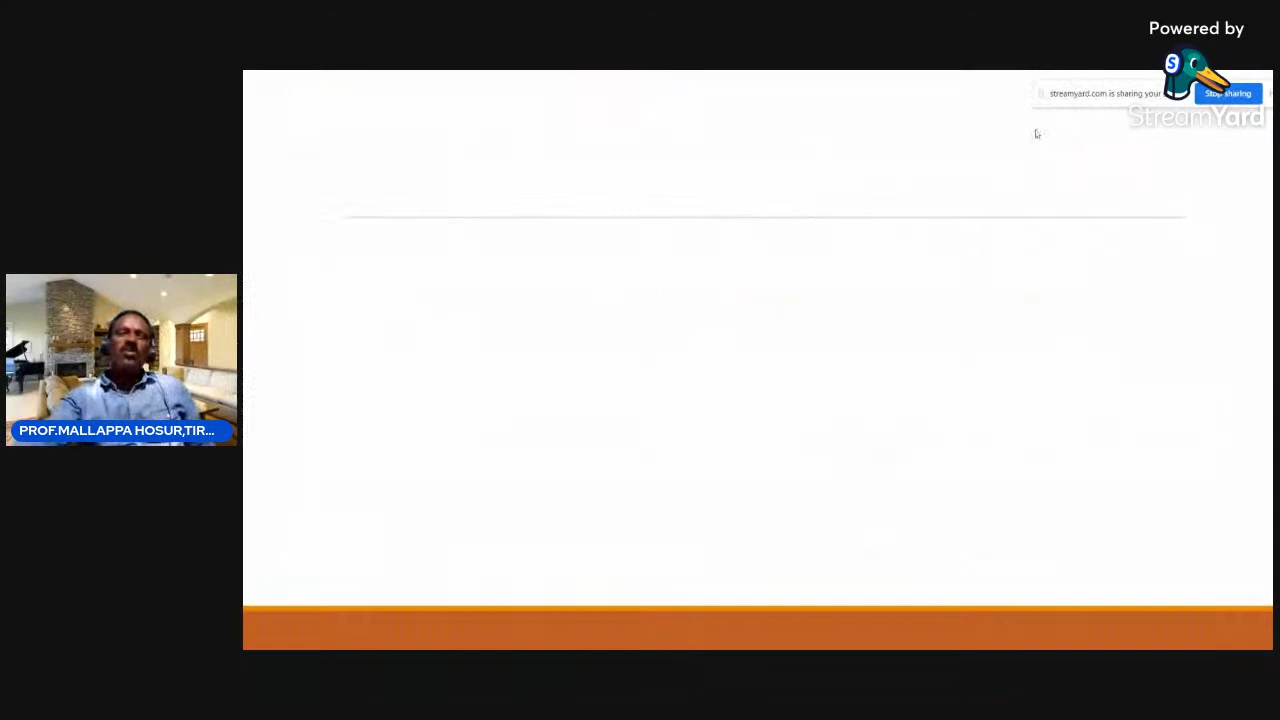 Powered by
streamyard.com is sharing your
Stop sharing
StreamYard
PROF.MALLAPPA HOSUR,TIR...